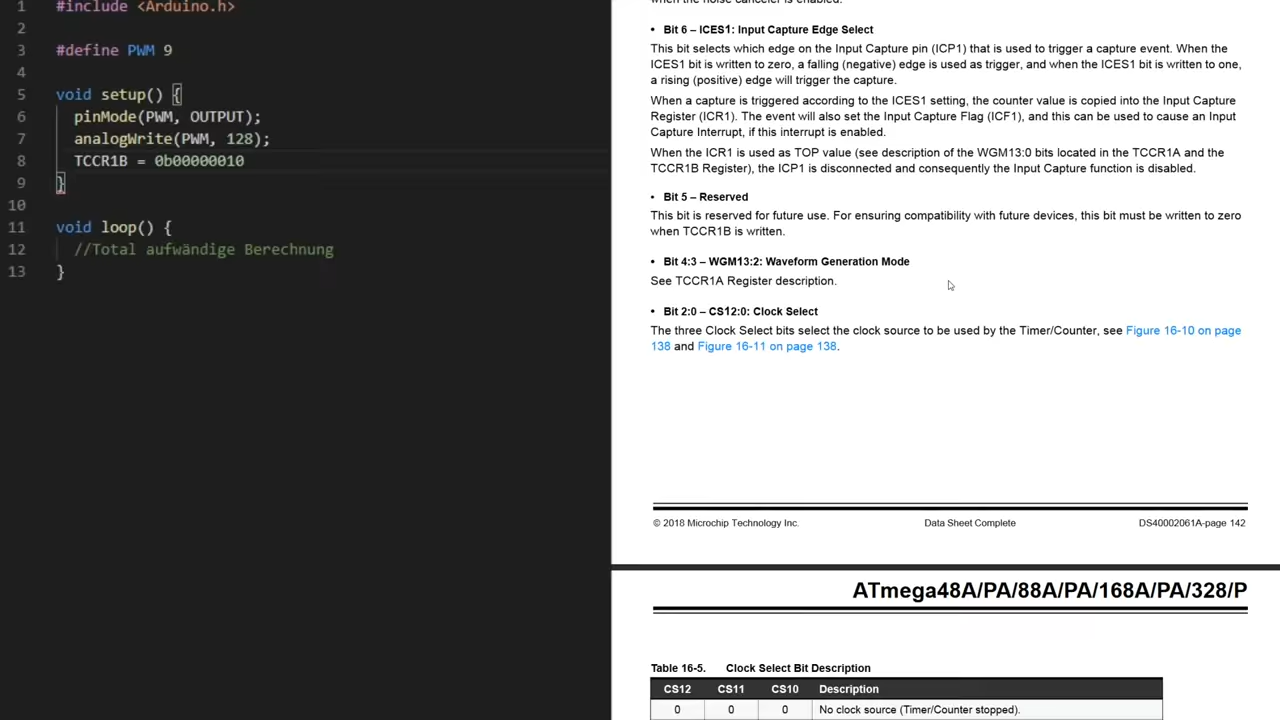 1 #include <Arduino.h>
2
3 #define PWM 9
4
5 void setup() {
6 pinMode(PWM, OUTPUT);
7 analogWrite(PWM, 128);
8 TCCR1B = 0b00000010
9 }
10
11 void loop() {
12 //Total aufwändige Berechnung
13 }
when the noise canceler is enabled.
• Bit 6 – ICES1: Input Capture Edge Select
This bit selects which edge on the Input Capture pin (ICP1) that is used to trigger a capture event. When the
ICES1 bit is written to zero, a falling (negative) edge is used as trigger, and when the ICES1 bit is written to one,
a rising (positive) edge will trigger the capture.
When a capture is triggered according to the ICES1 setting, the counter value is copied into the Input Capture
Register (ICR1). The event will also set the Input Capture Flag (ICF1), and this can be used to cause an Input
Capture Interrupt, if this interrupt is enabled.
When the ICR1 is used as TOP value (see description of the WGM13:0 bits located in the TCCR1A and the
TCCR1B Register), the ICP1 is disconnected and consequently the Input Capture function is disabled.
• Bit 5 – Reserved
This bit is reserved for future use. For ensuring compatibility with future devices, this bit must be written to zero
when TCCR1B is written.
• Bit 4:3 – WGM13:2: Waveform Generation Mode
See TCCR1A Register description.
• Bit 2:0 – CS12:0: Clock Select
The three Clock Select bits select the clock source to be used by the Timer/Counter, see Figure 16-10 on page
138 and Figure 16-11 on page 138.
© 2018 Microchip Technology Inc. Data Sheet Complete DS40002061A-page 142
ATmega48A/PA/88A/PA/168A/PA/328/P
Table 16-5. Clock Select Bit Description
CS12 CS11 CS10 Description
0 0 0 No clock source (Timer/Counter stopped).